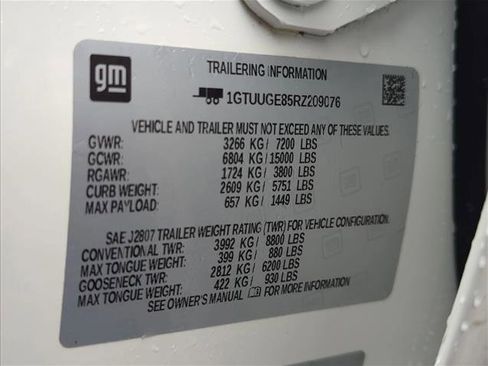 gm
TRAILERING INFORMATION
1GTUUGE85RZ209076
VEHICLE AND TRAILER MUST NOT EXCEED ANY OF THESE VALUES.
GVWR: 3266 KG/ 7200 LBS
GCWR: 6804 KG/ 15000 LBS
RGAWR: 1724 KG/ 3800 LBS
CURB WEIGHT: 2609 KG/ 5751 LBS
MAX PAYLOAD: 657 KG/ 1449 LBS
SAE J2807 TRAILER WEIGHT RATING (TWR) FOR VEHICLE CONFIGURATION.
CONVENTIONAL TWR: 3992 KG/ 8800 LBS
MAX TONGUE WEIGHT: 399 KG/ 880 LBS
GOOSENECK TWR: 2812 KG/ 6200 LBS
MAX TONGUE WEIGHT: 422 KG/ 930 LBS
SEE OWNER'S MANUAL FOR MORE INFORMATION